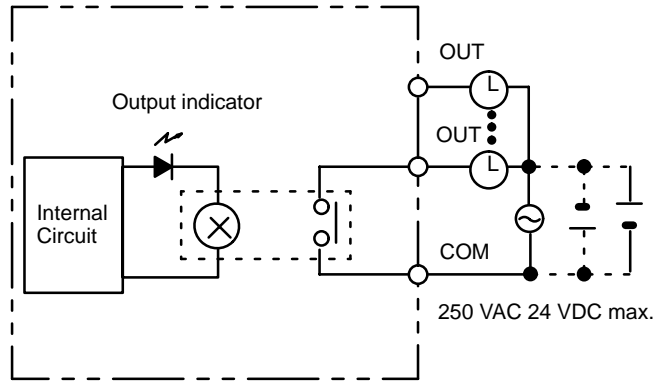 OUT
L
Output indicator
OUT
L
Internal
Circuit
COM
250 VAC 24 VDC max.